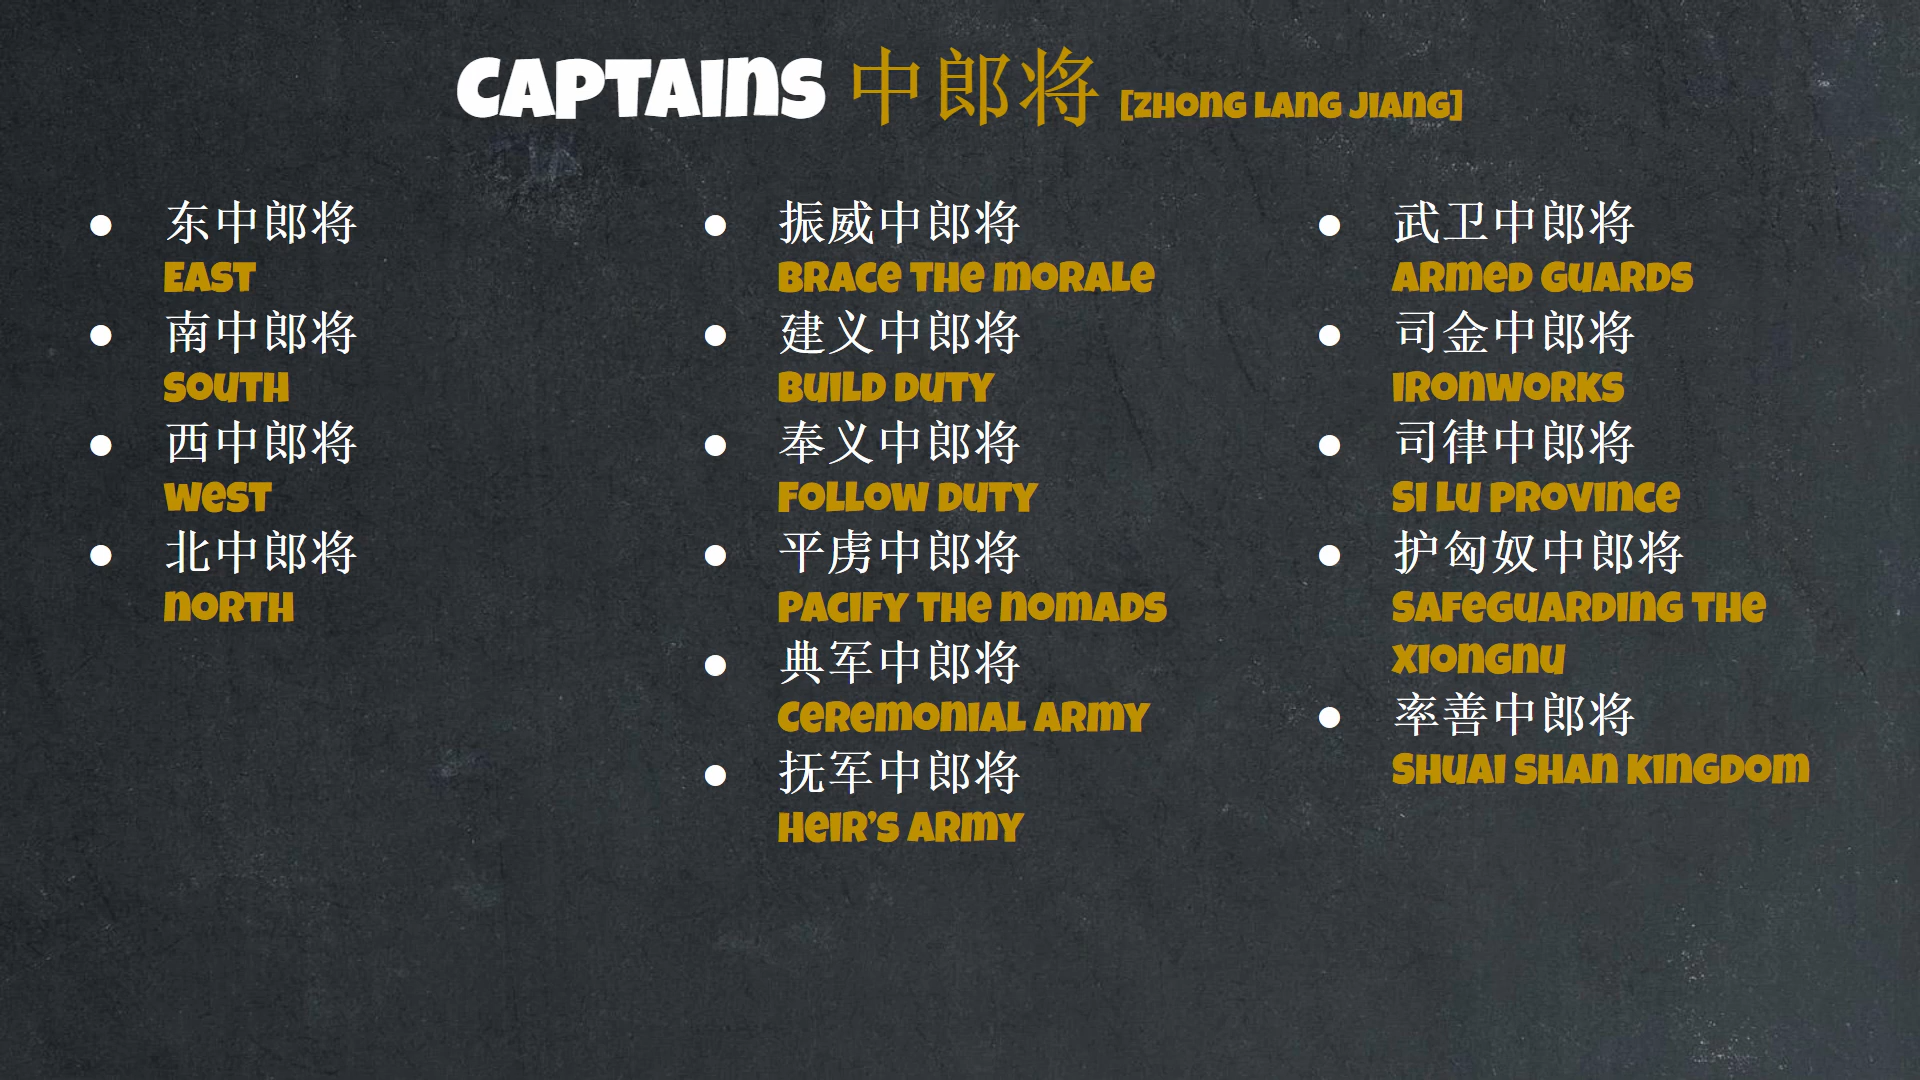 CAPTAINS 中郎将 [ZHONG LANG JIANG]
● 东中郎将
EAST
● 南中郎将
SOUTH
● 西中郎将
WEST
● 北中郎将
NORTH
● 振威中郎将
BRACE THE MORALE
● 建义中郎将
BUILD DUTY
● 奉义中郎将
FOLLOW DUTY
● 平虏中郎将
PACIFY THE NOMADS
● 典军中郎将
CEREMONIAL ARMY
● 抚军中郎将
HEIR'S ARMY
● 武卫中郎将
ARMED GUARDS
● 司金中郎将
IRONWORKS
● 司律中郎将
SI LU PROVINCE
● 护匈奴中郎将
SAFEGUARDING THE
XIONGNU
● 率善中郎将
SHUAI SHAN KINGDOM